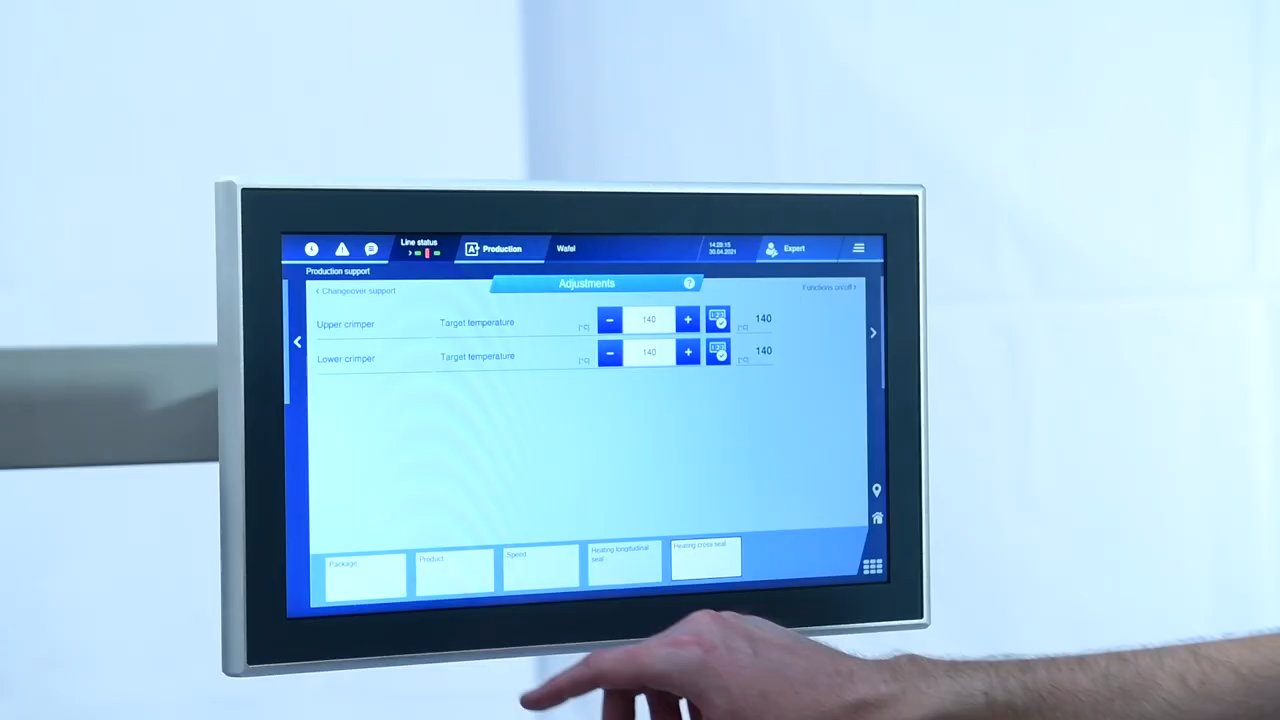 Line status
A+ Production
Wafel
14:28:15
30.04.2021
Expert
Production support
Adjustments ?
< Changeover support
Functions on/off >
Upper crimper Target temperature [°C] - 140 + [°C] 140
Lower crimper Target temperature [°C] - 140 + [°C] 140
Package
Product
Speed
Heating longitudinal
seal
Heating cross seal